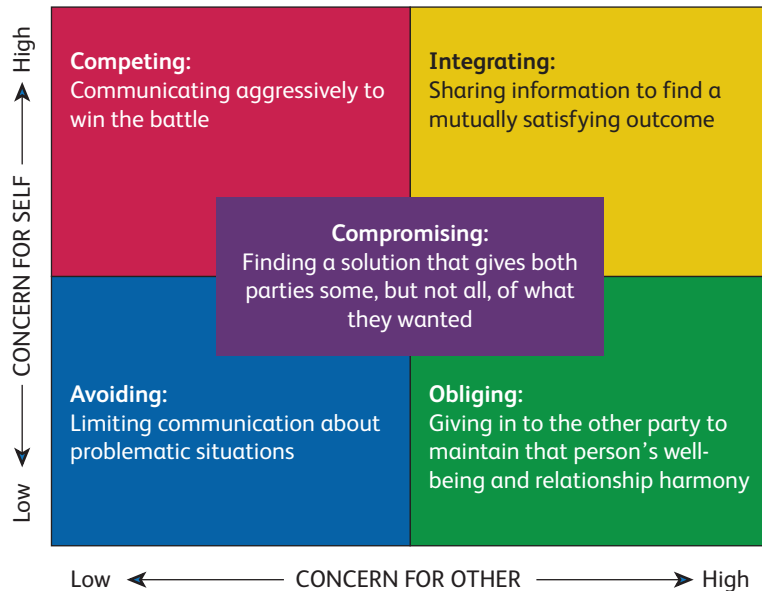 High
CONCERN FOR SELF
Low
Competing:
Communicating aggressively to
win the battle
Integrating:
Sharing information to find a
mutually satisfying outcome
Compromising:
Finding a solution that gives both
parties some, but not all, of what
they wanted
Avoiding:
Limiting communication about
problematic situations
Obliging:
Giving in to the other party to
maintain that person’s well-
being and relationship harmony
Low
CONCERN FOR OTHER
High